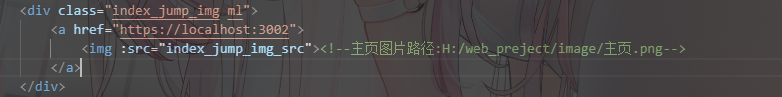 <div class="index_jump_img ml">
<a href="https://localhost:3002">
<img :src="index_jump_img_src"><!--主页图片路径:H:/web_preject/image/主页.png-->
</a>
</div>